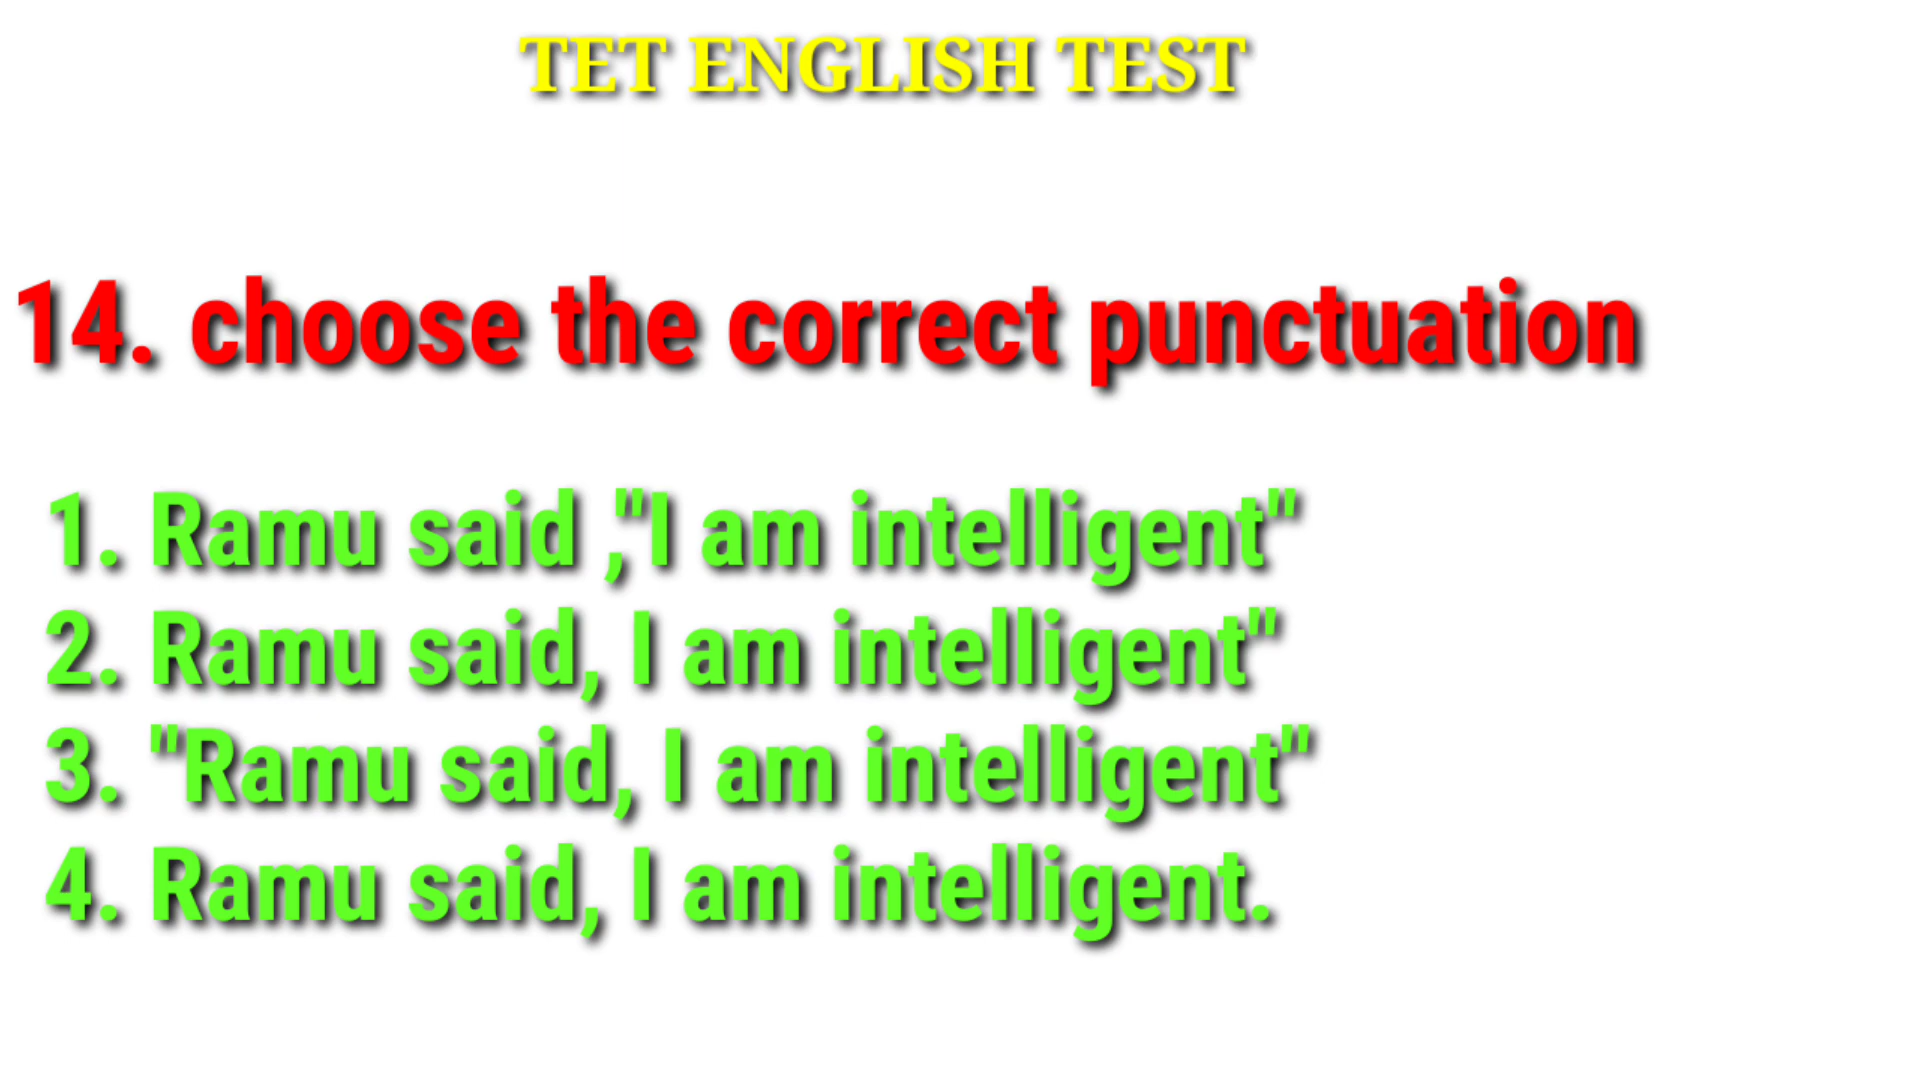 TET ENGLISH TEST
14. choose the correct punctuation
1. Ramu said ,"I am intelligent"
2. Ramu said, I am intelligent"
3. "Ramu said, I am intelligent"
4. Ramu said, I am intelligent.